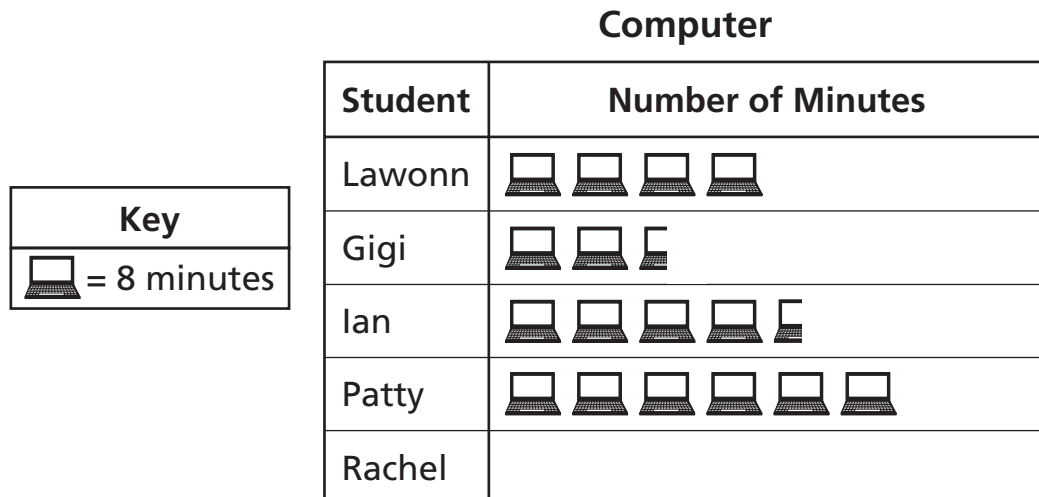 Computer
Student Number of Minutes
Lawonn
Key
Gigi
= 8 minutes
Ian
Patty
Rachel